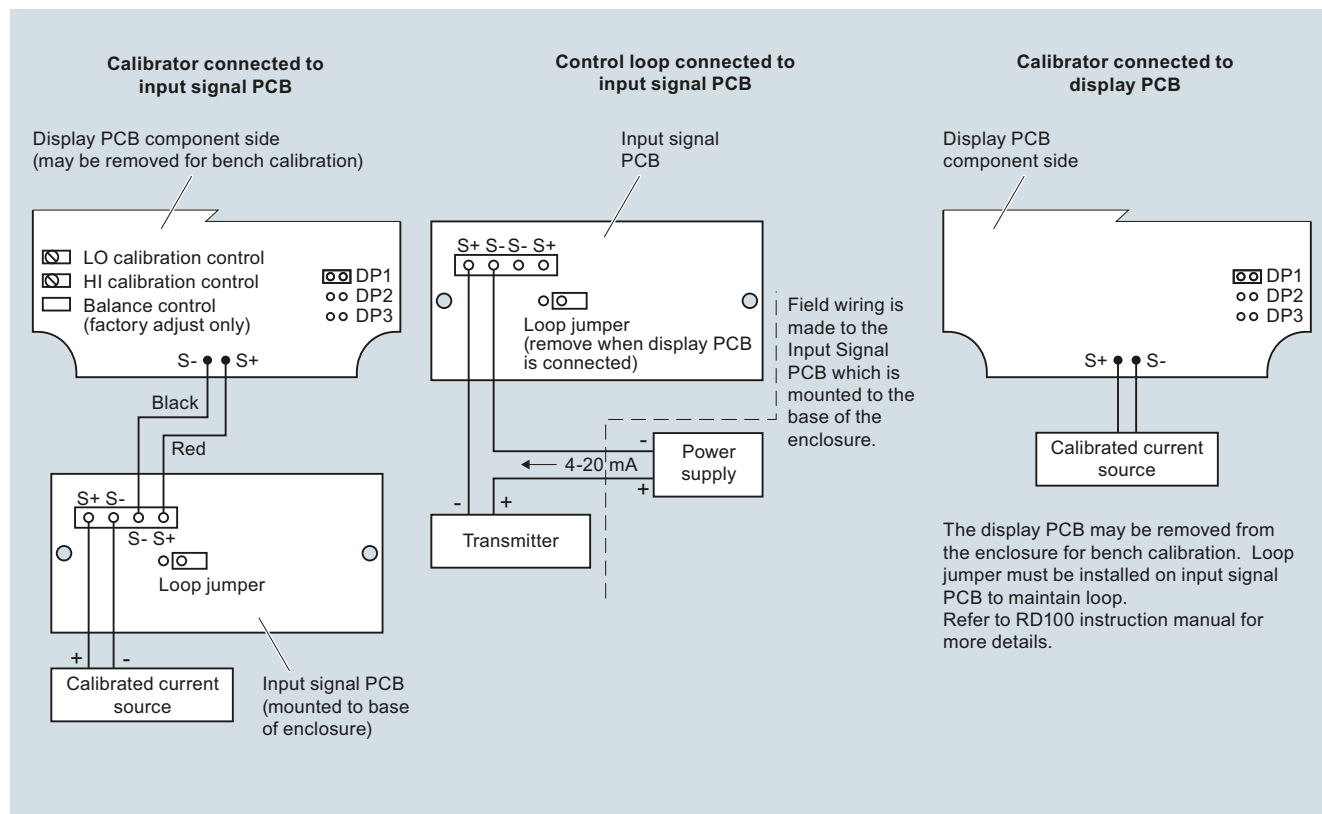 Calibrator connected to
input signal PCB
Display PCB component side
(may be removed for bench calibration)
LO calibration control
HI calibration control
Balance control
(factory adjust only)
DP1
DP2
DP3
S- S+
Black
Red
S+ S-
S- S+
Loop jumper
+ -
Calibrated current
source
Input signal PCB
(mounted to base
of enclosure)
Control loop connected to
input signal PCB
Input signal
PCB
S+ S- S- S+
Loop jumper
(remove when display PCB
is connected)
Field wiring is
made to the
Input Signal
PCB which is
mounted to the
base of the
enclosure.
-
4-20 mA
+
Power
supply
- +
Transmitter
Calibrator connected to
display PCB
Display PCB
component side
DP1
DP2
DP3
S+ S-
Calibrated current
source
The display PCB may be removed from
the enclosure for bench calibration. Loop
jumper must be installed on input signal
PCB to maintain loop.
Refer to RD100 instruction manual for
more details.